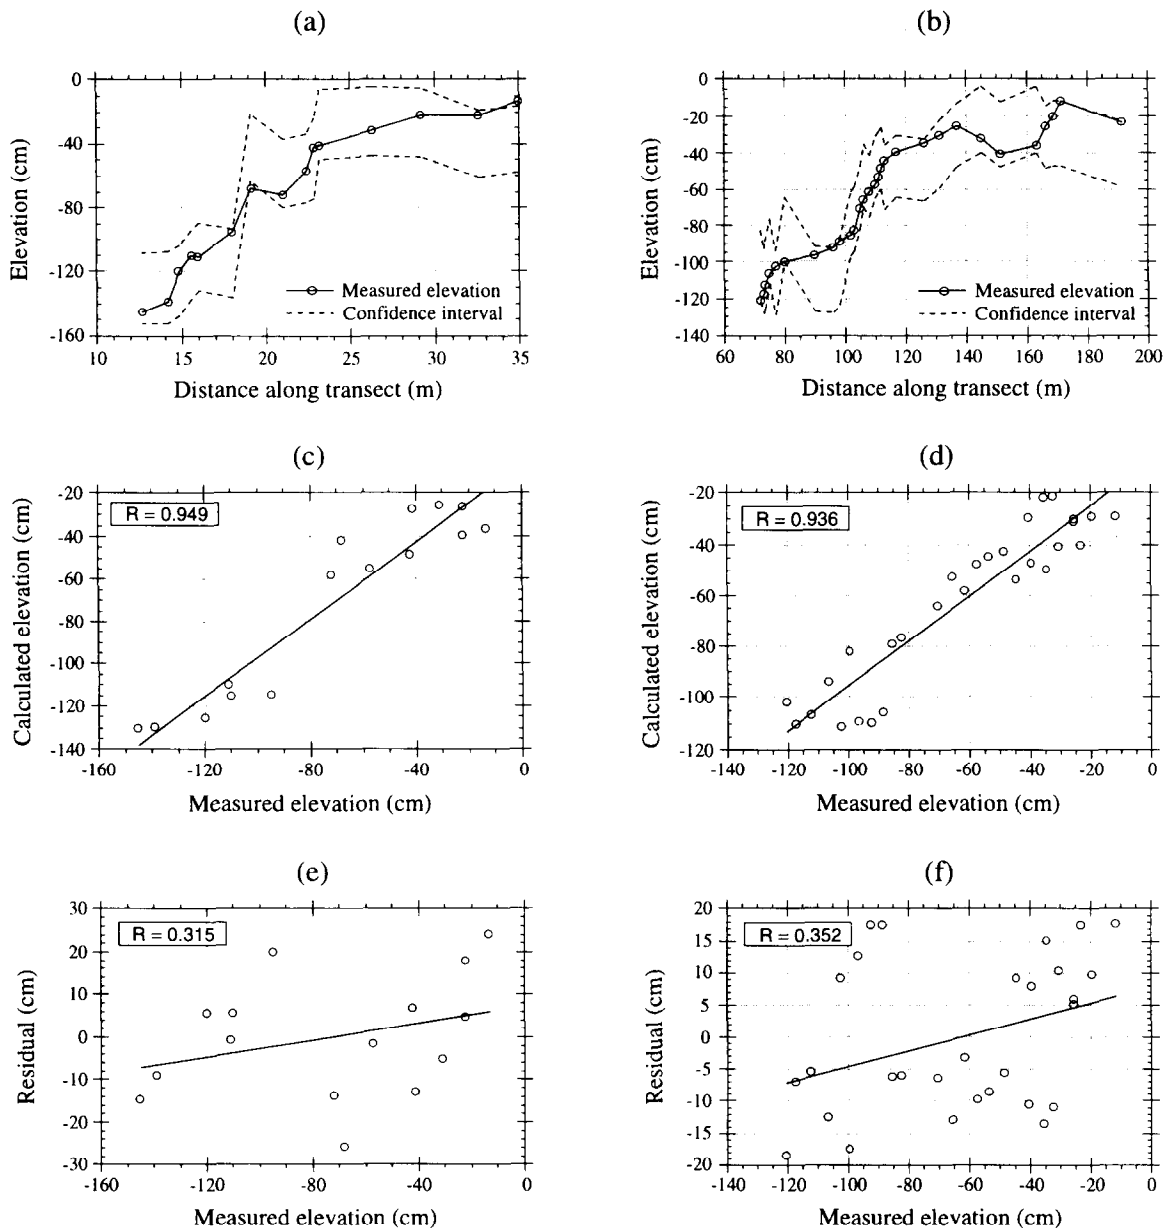 (a)
Elevation (cm)
0
-40
-80
-120
-160
Measured elevation
Confidence interval
10 15 20 25 30 35
Distance along transect (m)
(b)
Elevation (cm)
0
-20
-40
-60
-80
-100
-120
-140
Measured elevation
Confidence interval
60 80 100 120 140 160 180 200
Distance along transect (m)
(c)
Calculated elevation (cm)
-20
-40
-60
-80
-100
-120
-140
R = 0.949
-160 -120 -80 -40 0
Measured elevation (cm)
(d)
Calculated elevation (cm)
-20
-40
-60
-80
-100
-120
R = 0.936
-140 -120 -100 -80 -60 -40 -20 0
Measured elevation (cm)
(e)
Residual (cm)
30
20
10
0
-10
-20
-30
R = 0.315
-160 -120 -80 -40 0
Measured elevation (cm)
(f)
Residual (cm)
20
15
10
5
0
-5
-10
-15
-20
R = 0.352
-140 -120 -100 -80 -60 -40 -20 0
Measured elevation (cm)